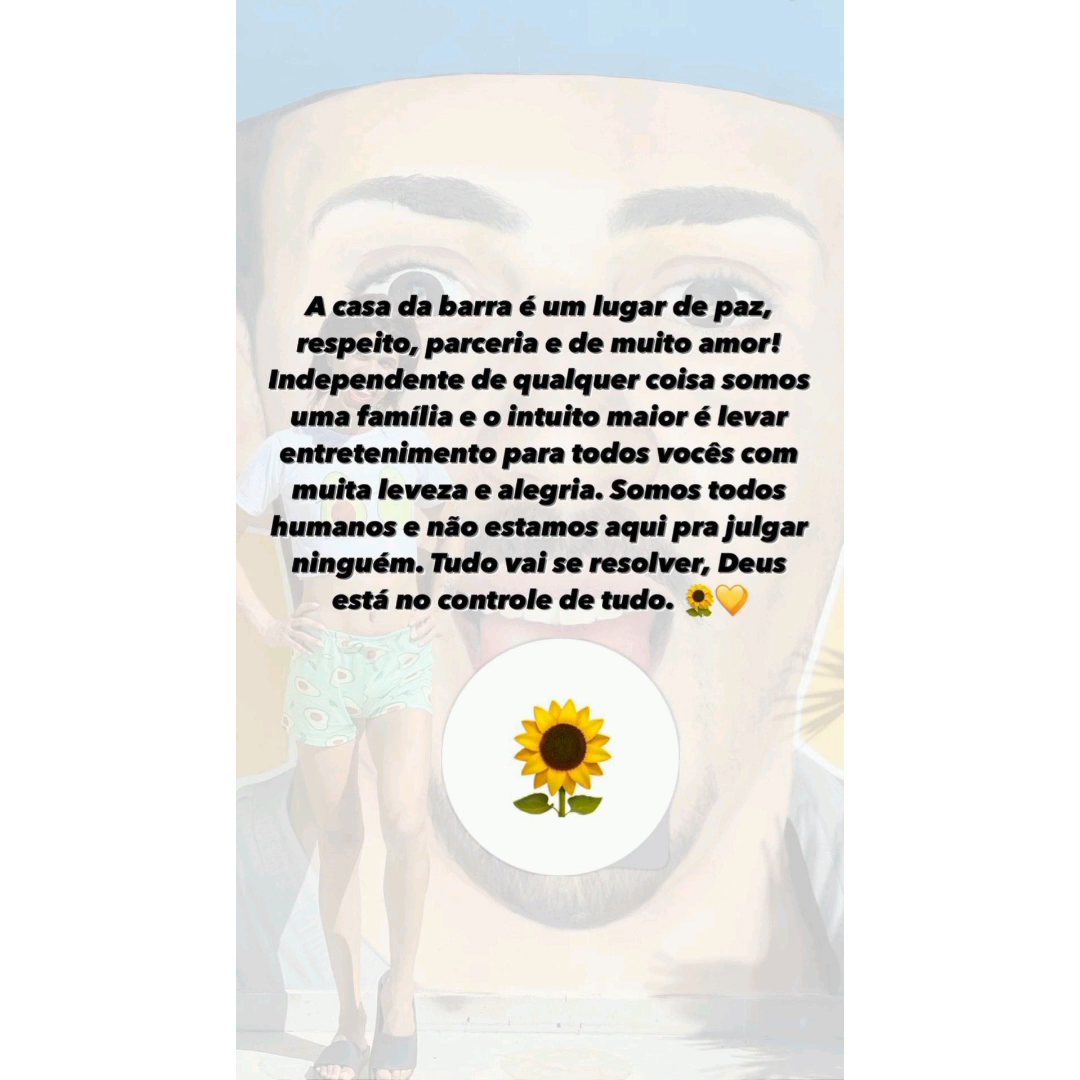 A casa da barra é um lugar de paz,
respeito, parceria e de muito amor!
Independente de qualquer coisa somos
uma família e o intuito maior é levar
entretenimento para todos vocês com
muita leveza e alegria. Somos todos
humanos e não estamos aqui pra julgar
ninguém. Tudo vai se resolver, Deus
está no controle de tudo. 🌻💛